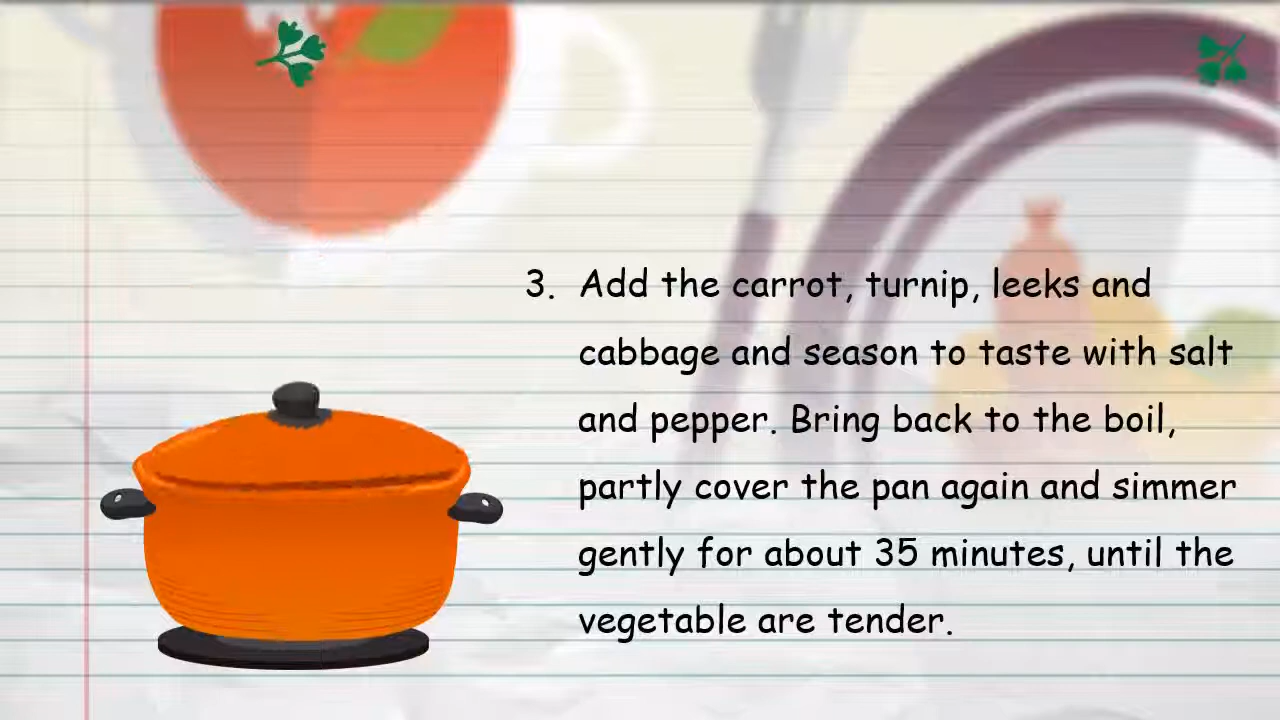 3. Add the carrot, turnip, leeks and
cabbage and season to taste with salt
and pepper. Bring back to the boil,
partly cover the pan again and simmer
gently for about 35 minutes, until the
vegetable are tender.